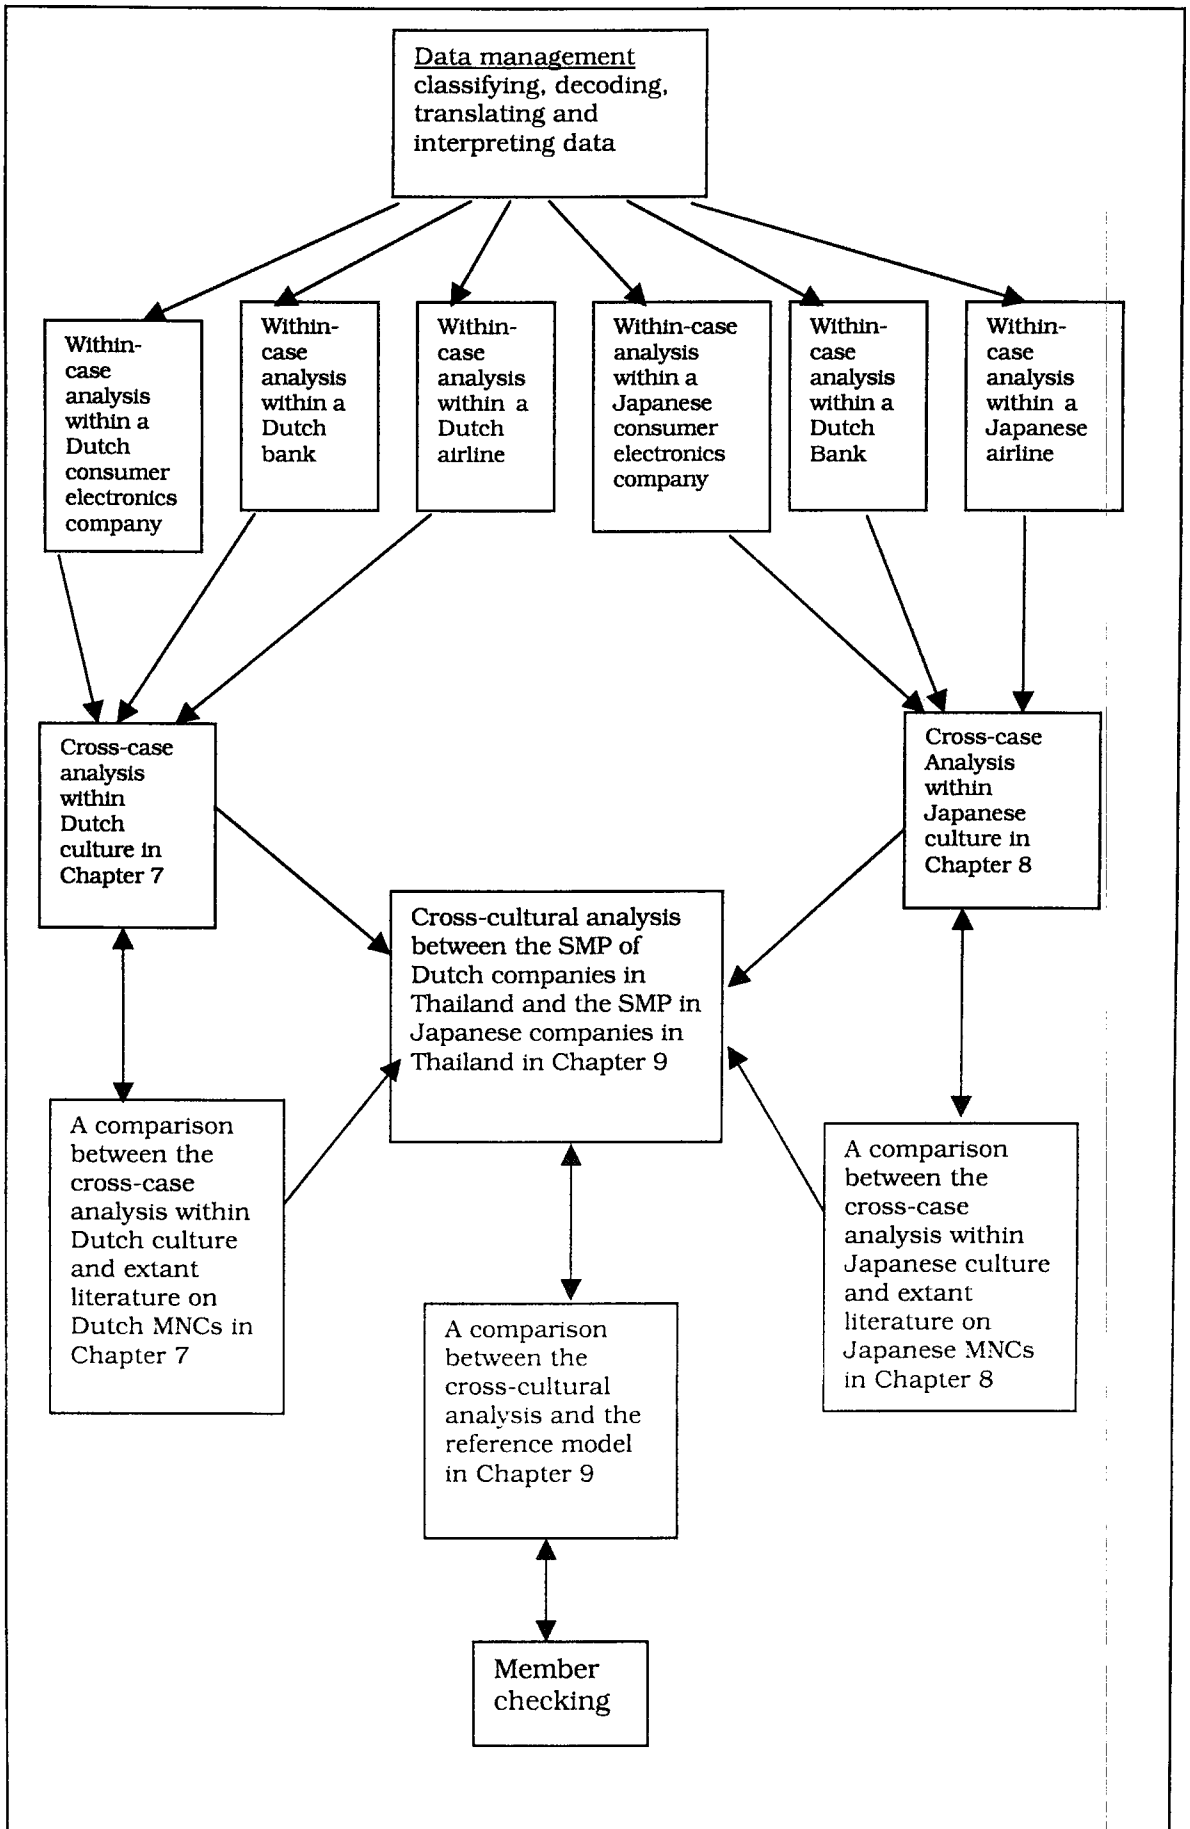 Data management
classifying, decoding,
translating and
interpreting data
Within-
case
analysis
within a
Dutch
consumer
electronics
company
Within-
case
analysis
within a
Dutch
bank
Within-
case
analysis
within a
Dutch
airline
Within-case
analysis
within a
Japanese
consumer
electronics
company
Within-
case
analysis
within a
Dutch
Bank
Within-
case
analysis
within a
Japanese
airline
Cross-case
analysis
within
Dutch
culture in
Chapter 7
Cross-case
Analysis
within
Japanese
culture in
Chapter 8
Cross-cultural analysis
between the SMP of
Dutch companies in
Thailand and the SMP in
Japanese companies in
Thailand in Chapter 9
A comparison
between the
cross-case
analysis within
Dutch culture
and extant
literature on
Dutch MNCs in
Chapter 7
A comparison
between the
cross-case
analysis within
Japanese culture
and extant
literature on
Japanese MNCs
in Chapter 8
A comparison
between the
cross-cultural
analysis and the
reference model
in Chapter 9
Member
checking